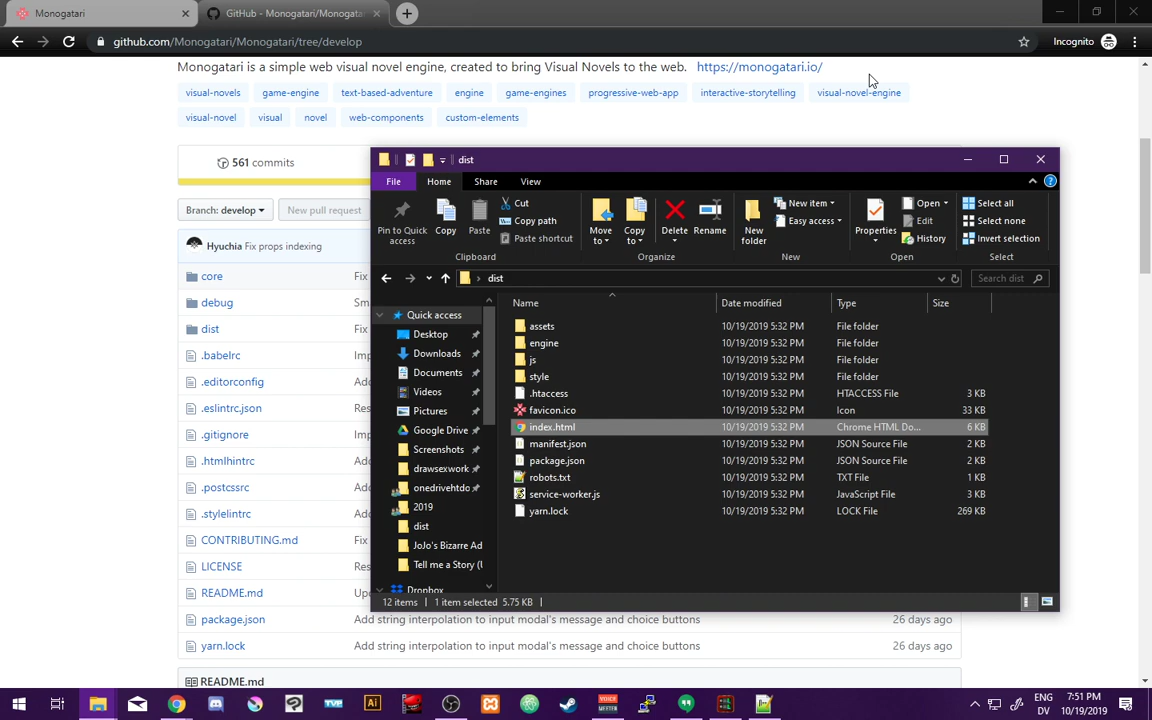 Monogatari
GitHub - Monogatari/Monogatari
github.com/Monogatari/Monogatari/tree/develop
Incognito
Monogatari is a simple web visual novel engine, created to bring Visual Novels to the web. https://monogatari.io/
visual-novels game-engine text-based-adventure engine game-engines progressive-web-app interactive-storytelling visual-novel-engine
visual-novel visual novel web-components custom-elements
561 commits
Branch: develop New pull request
Hyuchia Fix props indexing
core Fix
debug Sm
dist Fix
.babelrc Imp
.editorconfig Add
.eslintrc.json Res
.gitignore Add
.htmlhintrc Add
.postcssrc Add
.stylelintrc Add
CONTRIBUTING.md Fix
LICENSE Imp
README.md Upd
package.json Add string interpolation to input modal's message and choice buttons 26 days ago
yarn.lock Add string interpolation to input modal's message and choice buttons 26 days ago
README.md
dist
File Home Share View
Pin to Quick access
Copy
Paste
Cut
Copy path
Paste shortcut
Clipboard
Move to
Copy to
Delete
Rename
Organize
New folder
New item
Easy access
New
Properties
Open
Edit
History
Open
Select all
Select none
Invert selection
Select
dist
Search dist
Quick access
Desktop
Downloads
Documents
Videos
Pictures
Google Drive
Screenshots
drawsexwork
onedrivehtdo
2019
dist
JoJo's Bizarre Ad
Tell me a Story (
Dropbox
Name Date modified Type Size
assets 10/19/2019 5:32 PM File folder
engine 10/19/2019 5:32 PM File folder
js 10/19/2019 5:32 PM File folder
style 10/19/2019 5:32 PM File folder
.htaccess 10/19/2019 5:32 PM HTACCESS File 3 KB
favicon.ico 10/19/2019 5:32 PM Icon 33 KB
index.html 10/19/2019 5:32 PM Chrome HTML Do... 6 KB
manifest.json 10/19/2019 5:32 PM JSON Source File 2 KB
package.json 10/19/2019 5:32 PM JSON Source File 2 KB
robots.txt 10/19/2019 5:32 PM TXT File 1 KB
service-worker.js 10/19/2019 5:32 PM JavaScript File 3 KB
yarn.lock 10/19/2019 5:32 PM LOCK File 269 KB
12 items 1 item selected 5.75 KB
ENG
DV
7:51 PM
10/19/2019